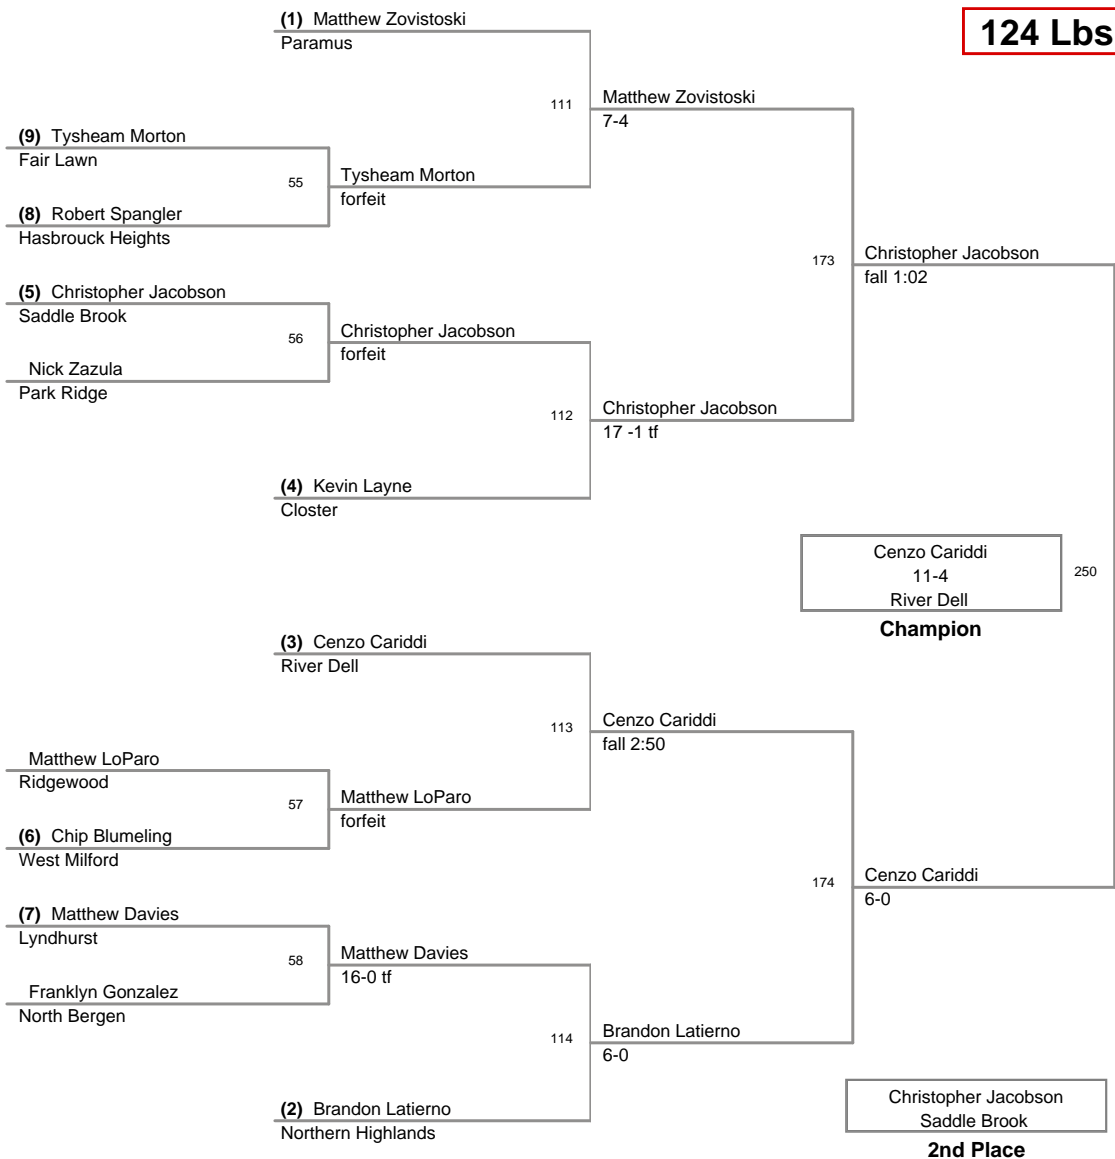 (1) Matthew Zovistoski
Paramus
124 Lbs
111
Matthew Zovistoski
7-4
(9) Tysheam Morton
Fair Lawn
55
Tysheam Morton
forfeit
(8) Robert Spangler
Hasbrouck Heights
173
Christopher Jacobson
fall 1:02
(5) Christopher Jacobson
Saddle Brook
56
Christopher Jacobson
forfeit
Nick Zazula
Park Ridge
112
Christopher Jacobson
17 -1 tf
(4) Kevin Layne
Closter
Cenzo Cariddi
11-4
River Dell
250
Champion
(3) Cenzo Cariddi
River Dell
113
Cenzo Cariddi
fall 2:50
Matthew LoParo
Ridgewood
57
Matthew LoParo
forfeit
(6) Chip Blumeling
West Milford
174
Cenzo Cariddi
6-0
(7) Matthew Davies
Lyndhurst
58
Matthew Davies
16-0 tf
Franklyn Gonzalez
North Bergen
114
Brandon Latierno
6-0
(2) Brandon Latierno
Northern Highlands
Christopher Jacobson
Saddle Brook
2nd Place